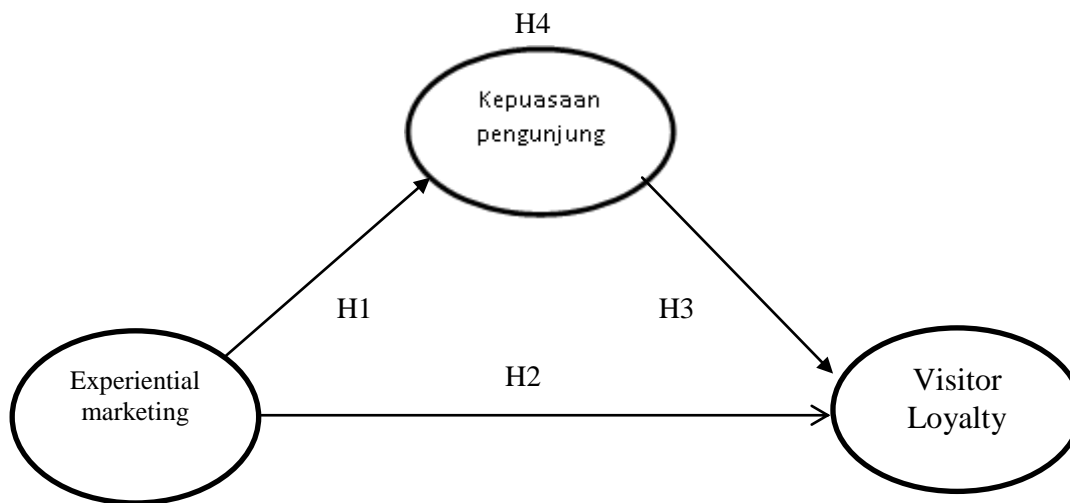 H4
Kepuasaan
pengunjung
H1
H3
H2
Experiential
marketing
Visitor
Loyalty